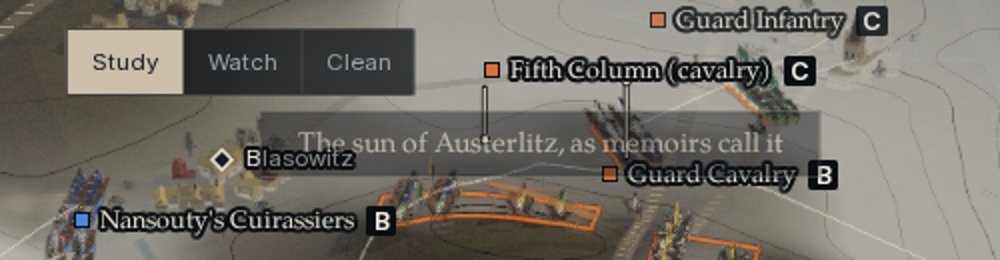 Guard Infantry C
Study Watch Clean
Fifth Column (cavalry) C
The sun of Austerlitz, as memoirs call it
Blasowitz
Guard Cavalry B
Nansouty's Cuirassiers B